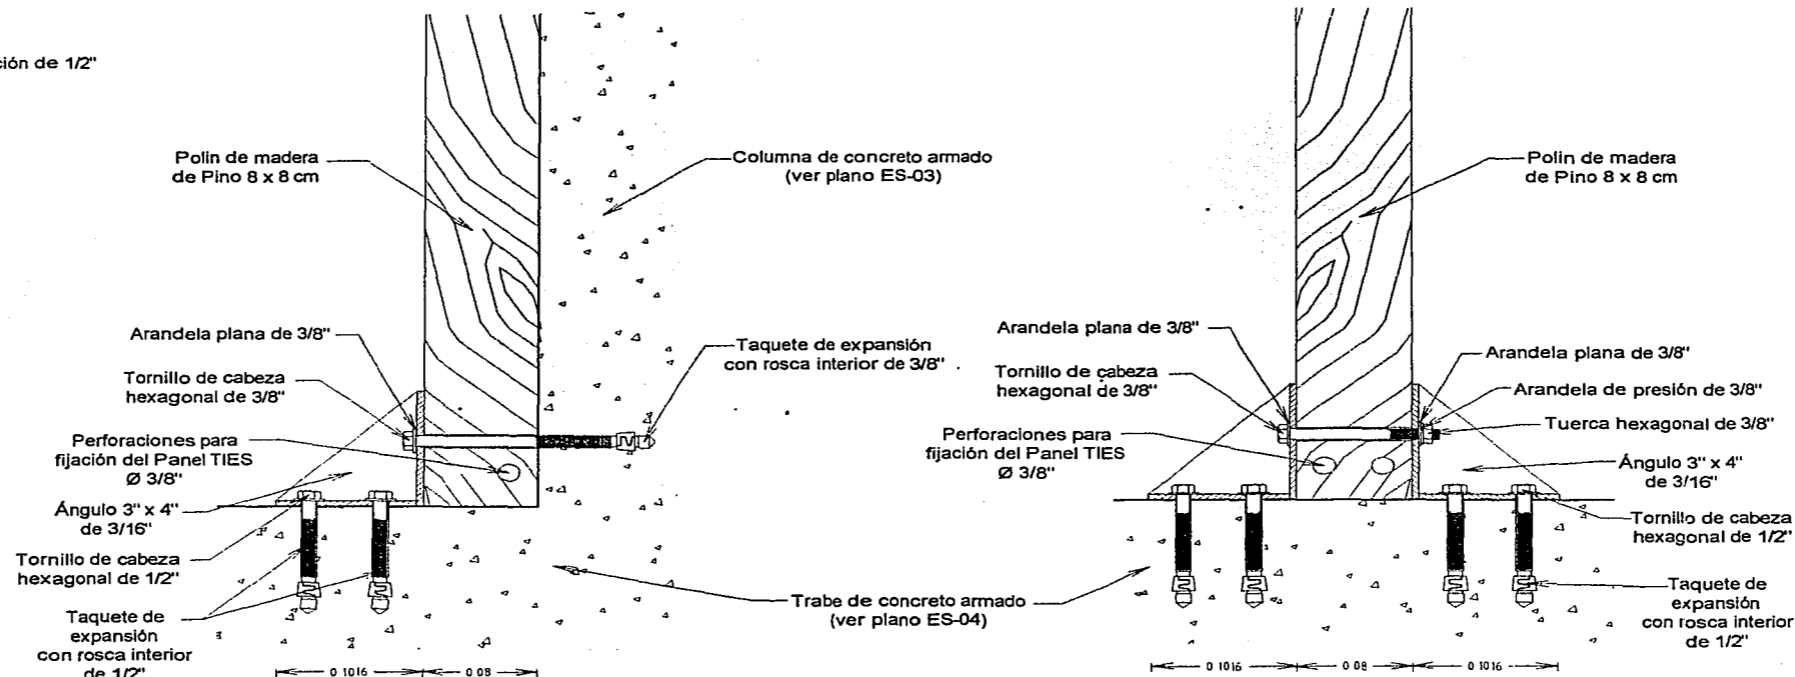 ción de 1/2"
Polin de madera
de Pino 8 x 8 cm
Columna de concreto armado
(ver plano ES-03)
Arandela plana de 3/8"
Tornillo de cabeza
hexagonal de 3/8"
Taquete de expansión
con rosca interior de 3/8"
Perforaciones para
fijación del Panel TIES
Ø 3/8"
Ángulo 3" x 4"
de 3/16"
Tornillo de cabeza
hexagonal de 1/2"
Taquete de
expansión
con rosca interior
de 1/2"
0.1016
0.08
Trabe de concreto armado
(ver plano ES-04)
Polin de madera
de Pino 8 x 8 cm
Arandela plana de 3/8"
Tornillo de cabeza
hexagonal de 3/8"
Perforaciones para
fijación del Panel TIES
Ø 3/8"
Arandela plana de 3/8"
Arandela de presión de 3/8"
Tuerca hexagonal de 3/8"
Ángulo 3" x 4"
de 3/16"
Tornillo de cabeza
hexagonal de 1/2"
Taquete de
expansión
con rosca interior
de 1/2"
0.1016
0.08
0.1016